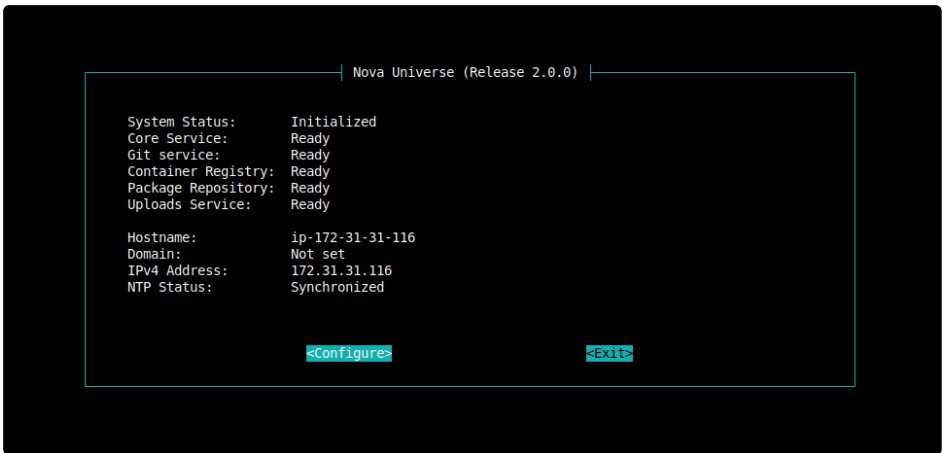 Nova Universe (Release 2.0.0)
System Status: Initialized
Core Service: Ready
Git service: Ready
Container Registry: Ready
Package Repository: Ready
Uploads Service: Ready
Hostname: ip-172-31-31-116
Domain: Not set
IPv4 Address: 172.31.31.116
NTP Status: Synchronized
<Configure> <Exit>